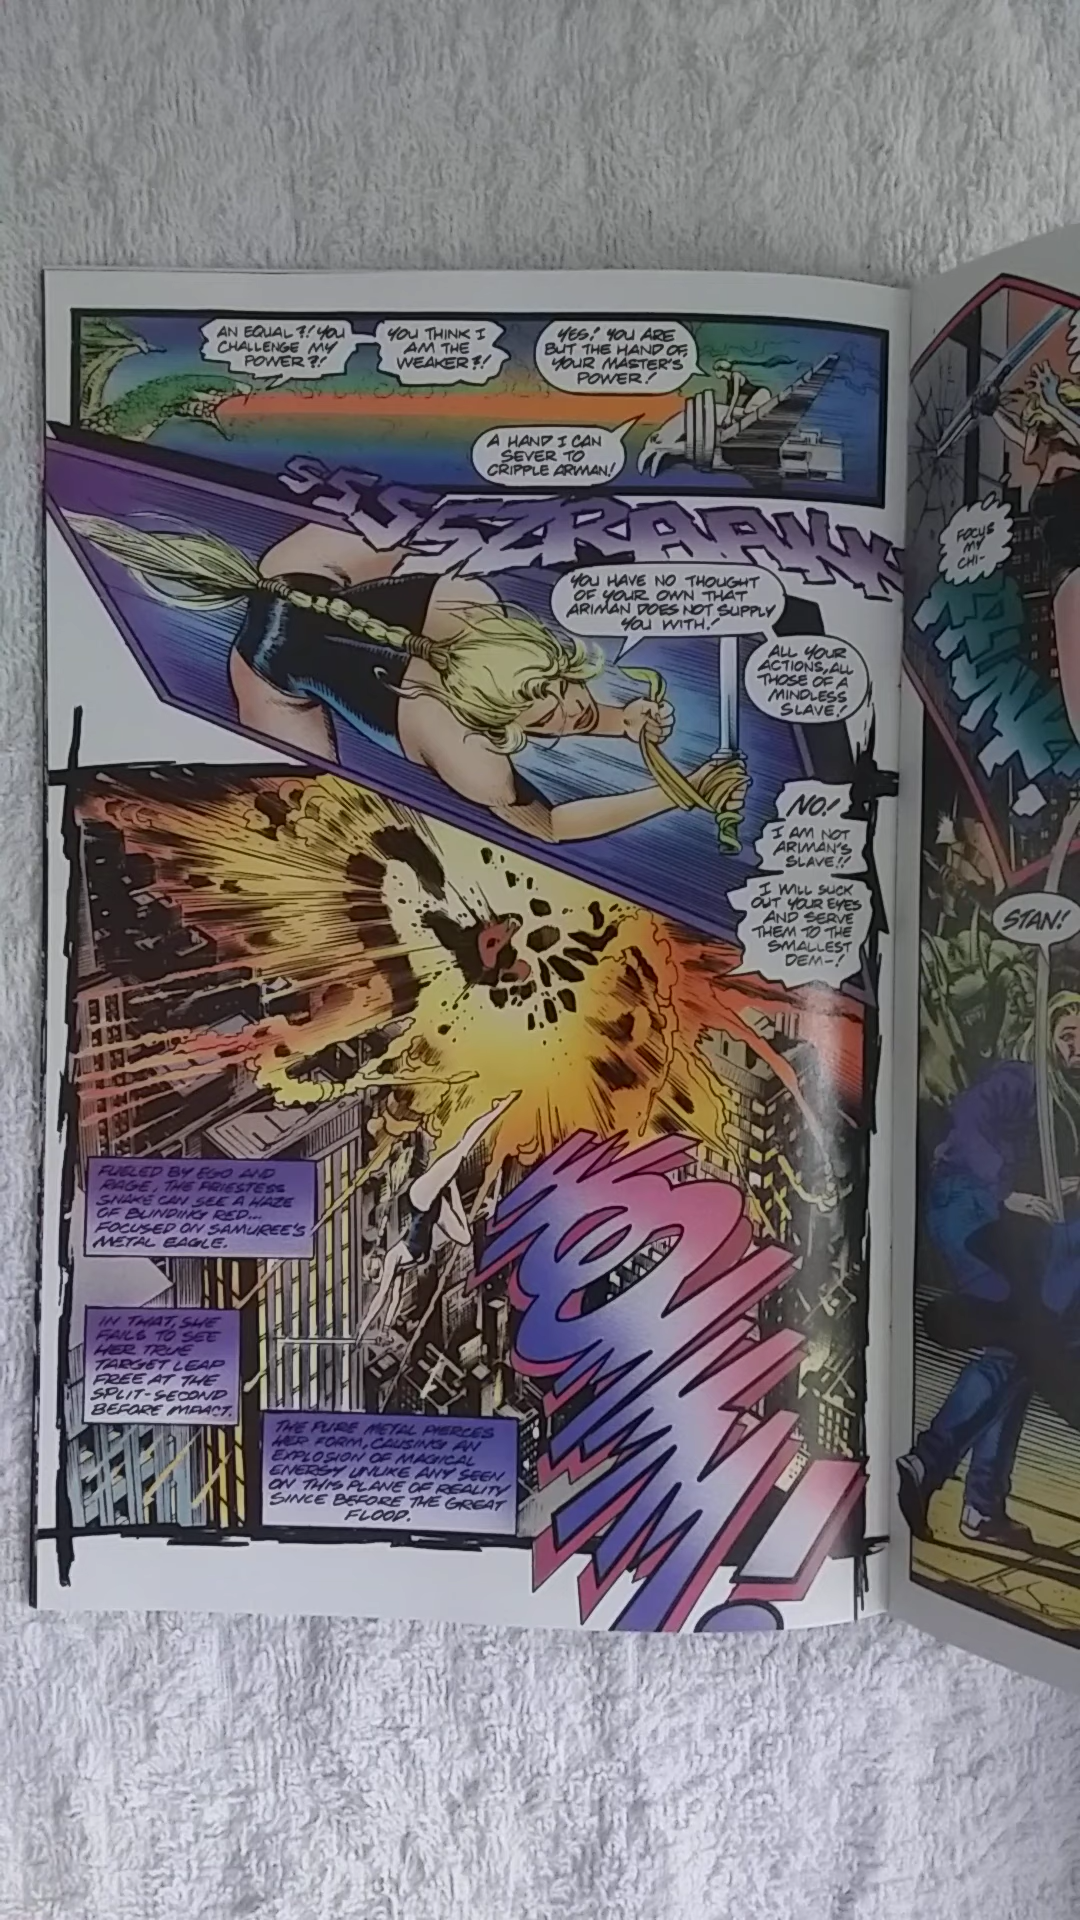 AN EQUAL?! YOU
CHALLENGE MY
POWER?!
YOU THINK I
AM THE
WEAKER?!
YES! YOU ARE
BUT THE HAND OF
YOUR MASTER'S
POWER!
A HAND I CAN
SEVER TO
CRIPPLE ARIMAN!
SSSSZRAAKKK
YOU HAVE NO THOUGHT
OF YOUR OWN THAT
ARIMAN DOES NOT SUPPLY
YOU WITH!
ALL YOUR
ACTIONS, ALL
THOSE OF A
MINDLESS
SLAVE!
NO!
I AM NOT
ARIMAN'S
SLAVE!!
I WILL SUCK
OUT YOUR EYES
AND SERVE
THEM TO THE
SMALLEST
DEM--!
FUELED BY EGO AND
RAGE, THE PRIESTESS
SNAKE CAN SEE A HAZE
OF BLINDING RED...
FOCUSED ON SAMUREE'S
METAL EAGLE.
IN THAT, SHE
FAILS TO SEE
HER TRUE
TARGET LEAP
FREE AT THE
SPLIT-SECOND
BEFORE IMPACT.
THE PURE METAL PIERCES
HER FORM, CAUSING AN
EXPLOSION OF MAGICAL
ENERGY UNLIKE ANY SEEN
ON THIS PLANE OF REALITY
SINCE BEFORE THE GREAT
FLOOD.
FOCUS
MY
CHI-
STAN!